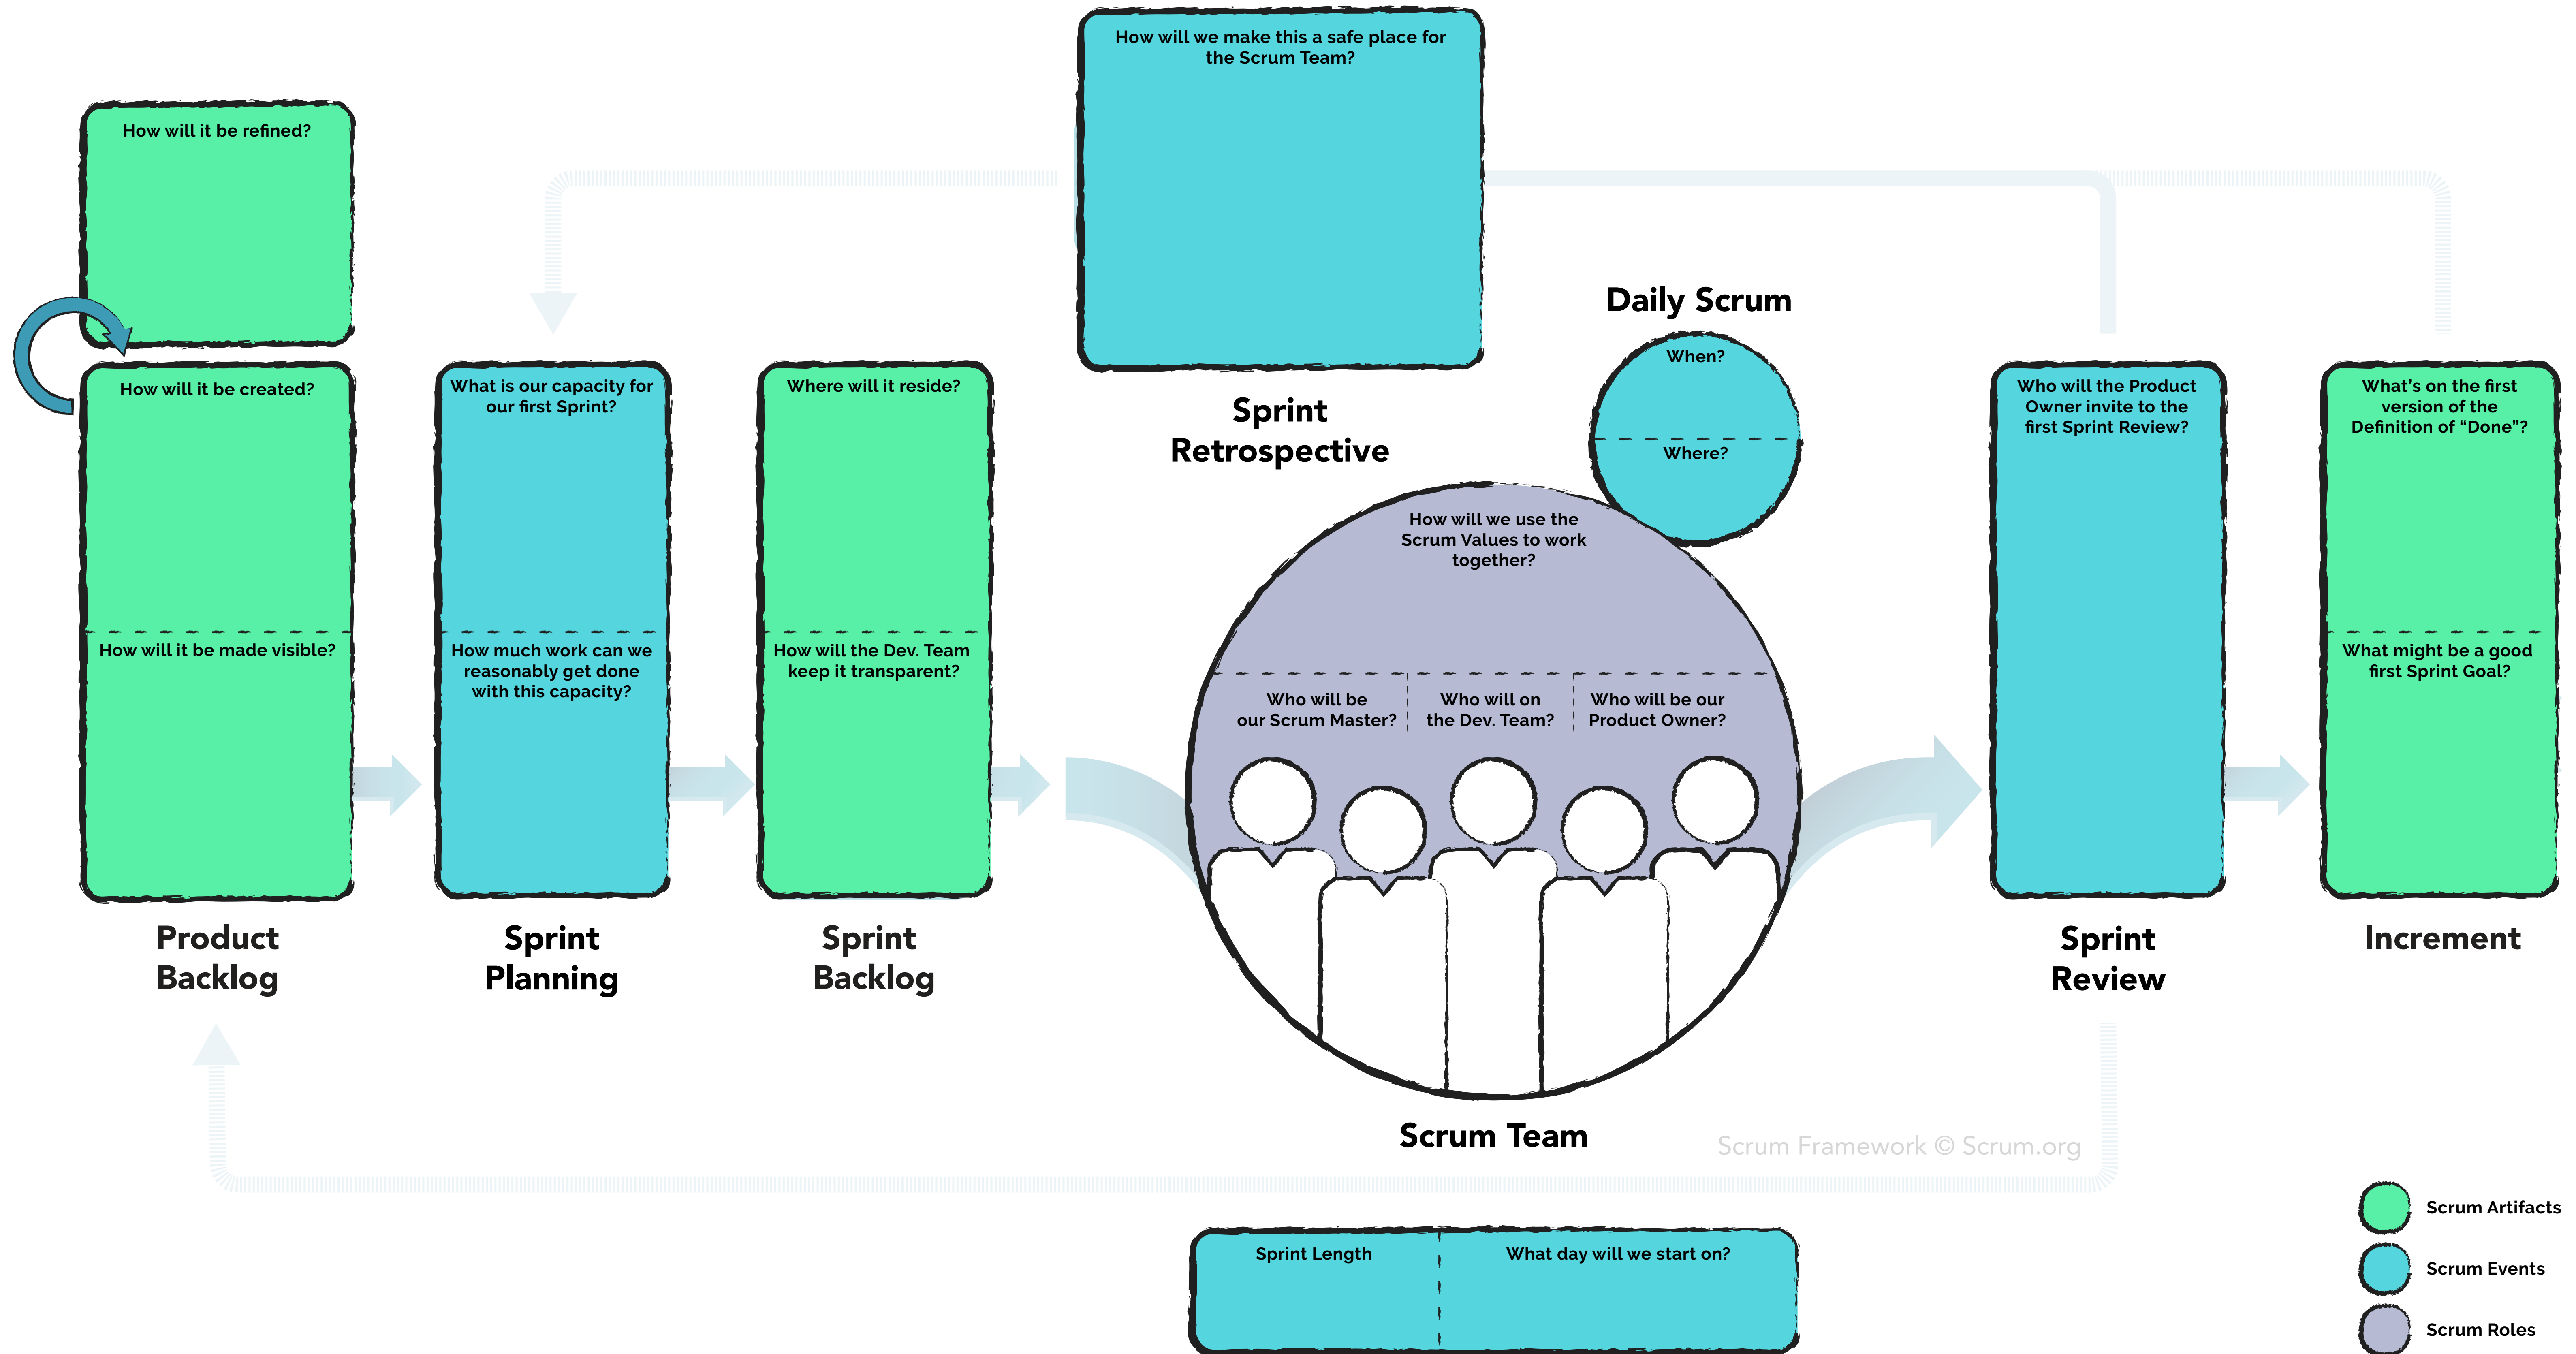 How will we make this a safe place for
the Scrum Team?
How will it be refined?
Daily Scrum
When?
Where?
How will it be created?
How will it be made visible?
Product
Backlog
What is our capacity for
our first Sprint?
How much work can we
reasonably get done
with this capacity?
Sprint
Planning
Where will it reside?
How will the Dev. Team
keep it transparent?
Sprint
Backlog
Sprint
Retrospective
How will we use the
Scrum Values to work
together?
Who will be
our Scrum Master?
Who will on
the Dev. Team?
Who will be our
Product Owner?
Scrum Team
Who will the Product
Owner invite to the
first Sprint Review?
Sprint
Review
What's on the first
version of the
Definition of “Done”?
What might be a good
first Sprint Goal?
Increment
Scrum Framework © Scrum.org
Sprint Length
What day will we start on?
Scrum Artifacts
Scrum Events
Scrum Roles